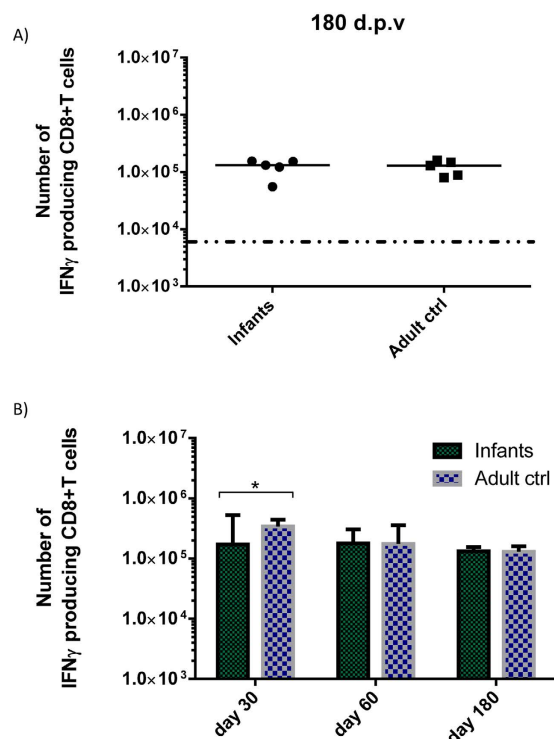 180 d.p.v
A)
Number of
IFNγ producing CD8+T cells
1.0×10⁷
1.0×10⁶
1.0×10⁵
1.0×10⁴
1.0×10³
Infants
Adult ctrl
B)
Number of
IFNγ producing CD8+T cells
1.0×10⁷
1.0×10⁶
1.0×10⁵
1.0×10⁴
1.0×10³
Infants
Adult ctrl
*
day 30
day 60
day 180